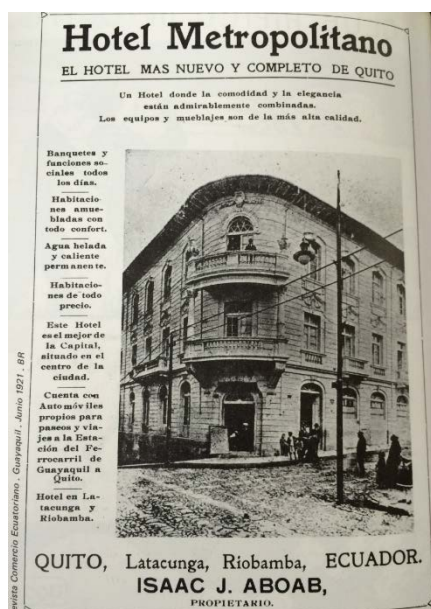 Hotel Metropolitano
EL HOTEL MAS NUEVO Y COMPLETO DE QUITO
Un Hotel donde la comodidad y la elegancia
están admirablemente combinadas.
Los equipos y mueblajes son de la más alta calidad.
Banquetes y
funciones so-
ciales todos
los días.
Habitacio-
nes amue-
bladas con
todo confort.
Agua helada
y caliente
permanente.
Habitacio-
nes de todo
precio.
Este Hotel
es el mejor de
la Capital,
situado en el
centro de la
ciudad.
Cuenta con
Automóviles
propios para
paseos y via-
jes a la Esta-
ción del Fe-
rrocarril de
Guayaquil a
Quito.
Hotel en La-
tacunga y
Riobamba.
evista Comercio Ecuatoriano . Guayaquil . Junio 1921 . BR
QUITO, Latacunga, Riobamba, ECUADOR.
ISAAC J. ABOAB,
PROPIETARIO.